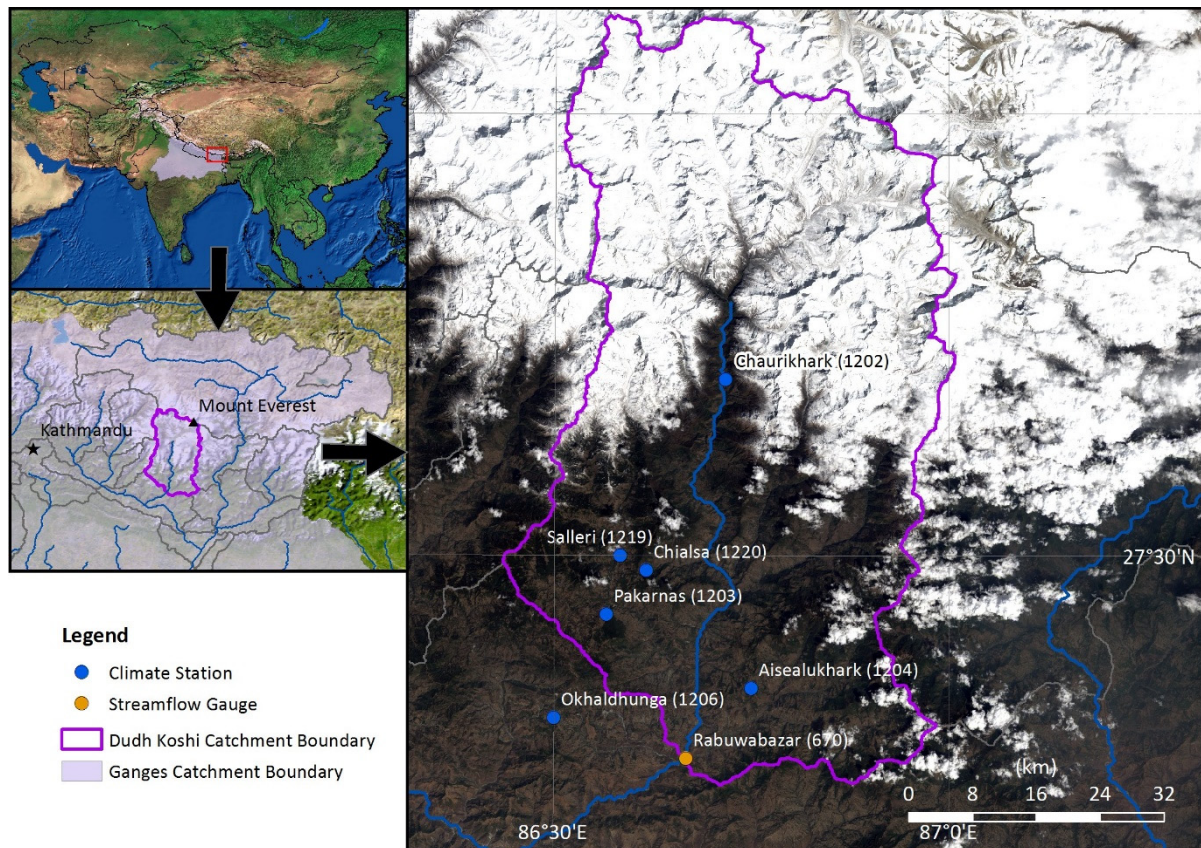 Mount Everest
Kathmandu
Legend
Climate Station
Streamflow Gauge
Dudh Koshi Catchment Boundary
Ganges Catchment Boundary
Chaurikhark (1202)
Salleri (1219)
Chialsa (1220)
27°30'N
Pakarnas (1203)
Aisealukhark (1204)
Okhaldhunga (1206)
Rabuwabazar (670)
(km)
0 8 16 24 32
86°30'E
87°0'E